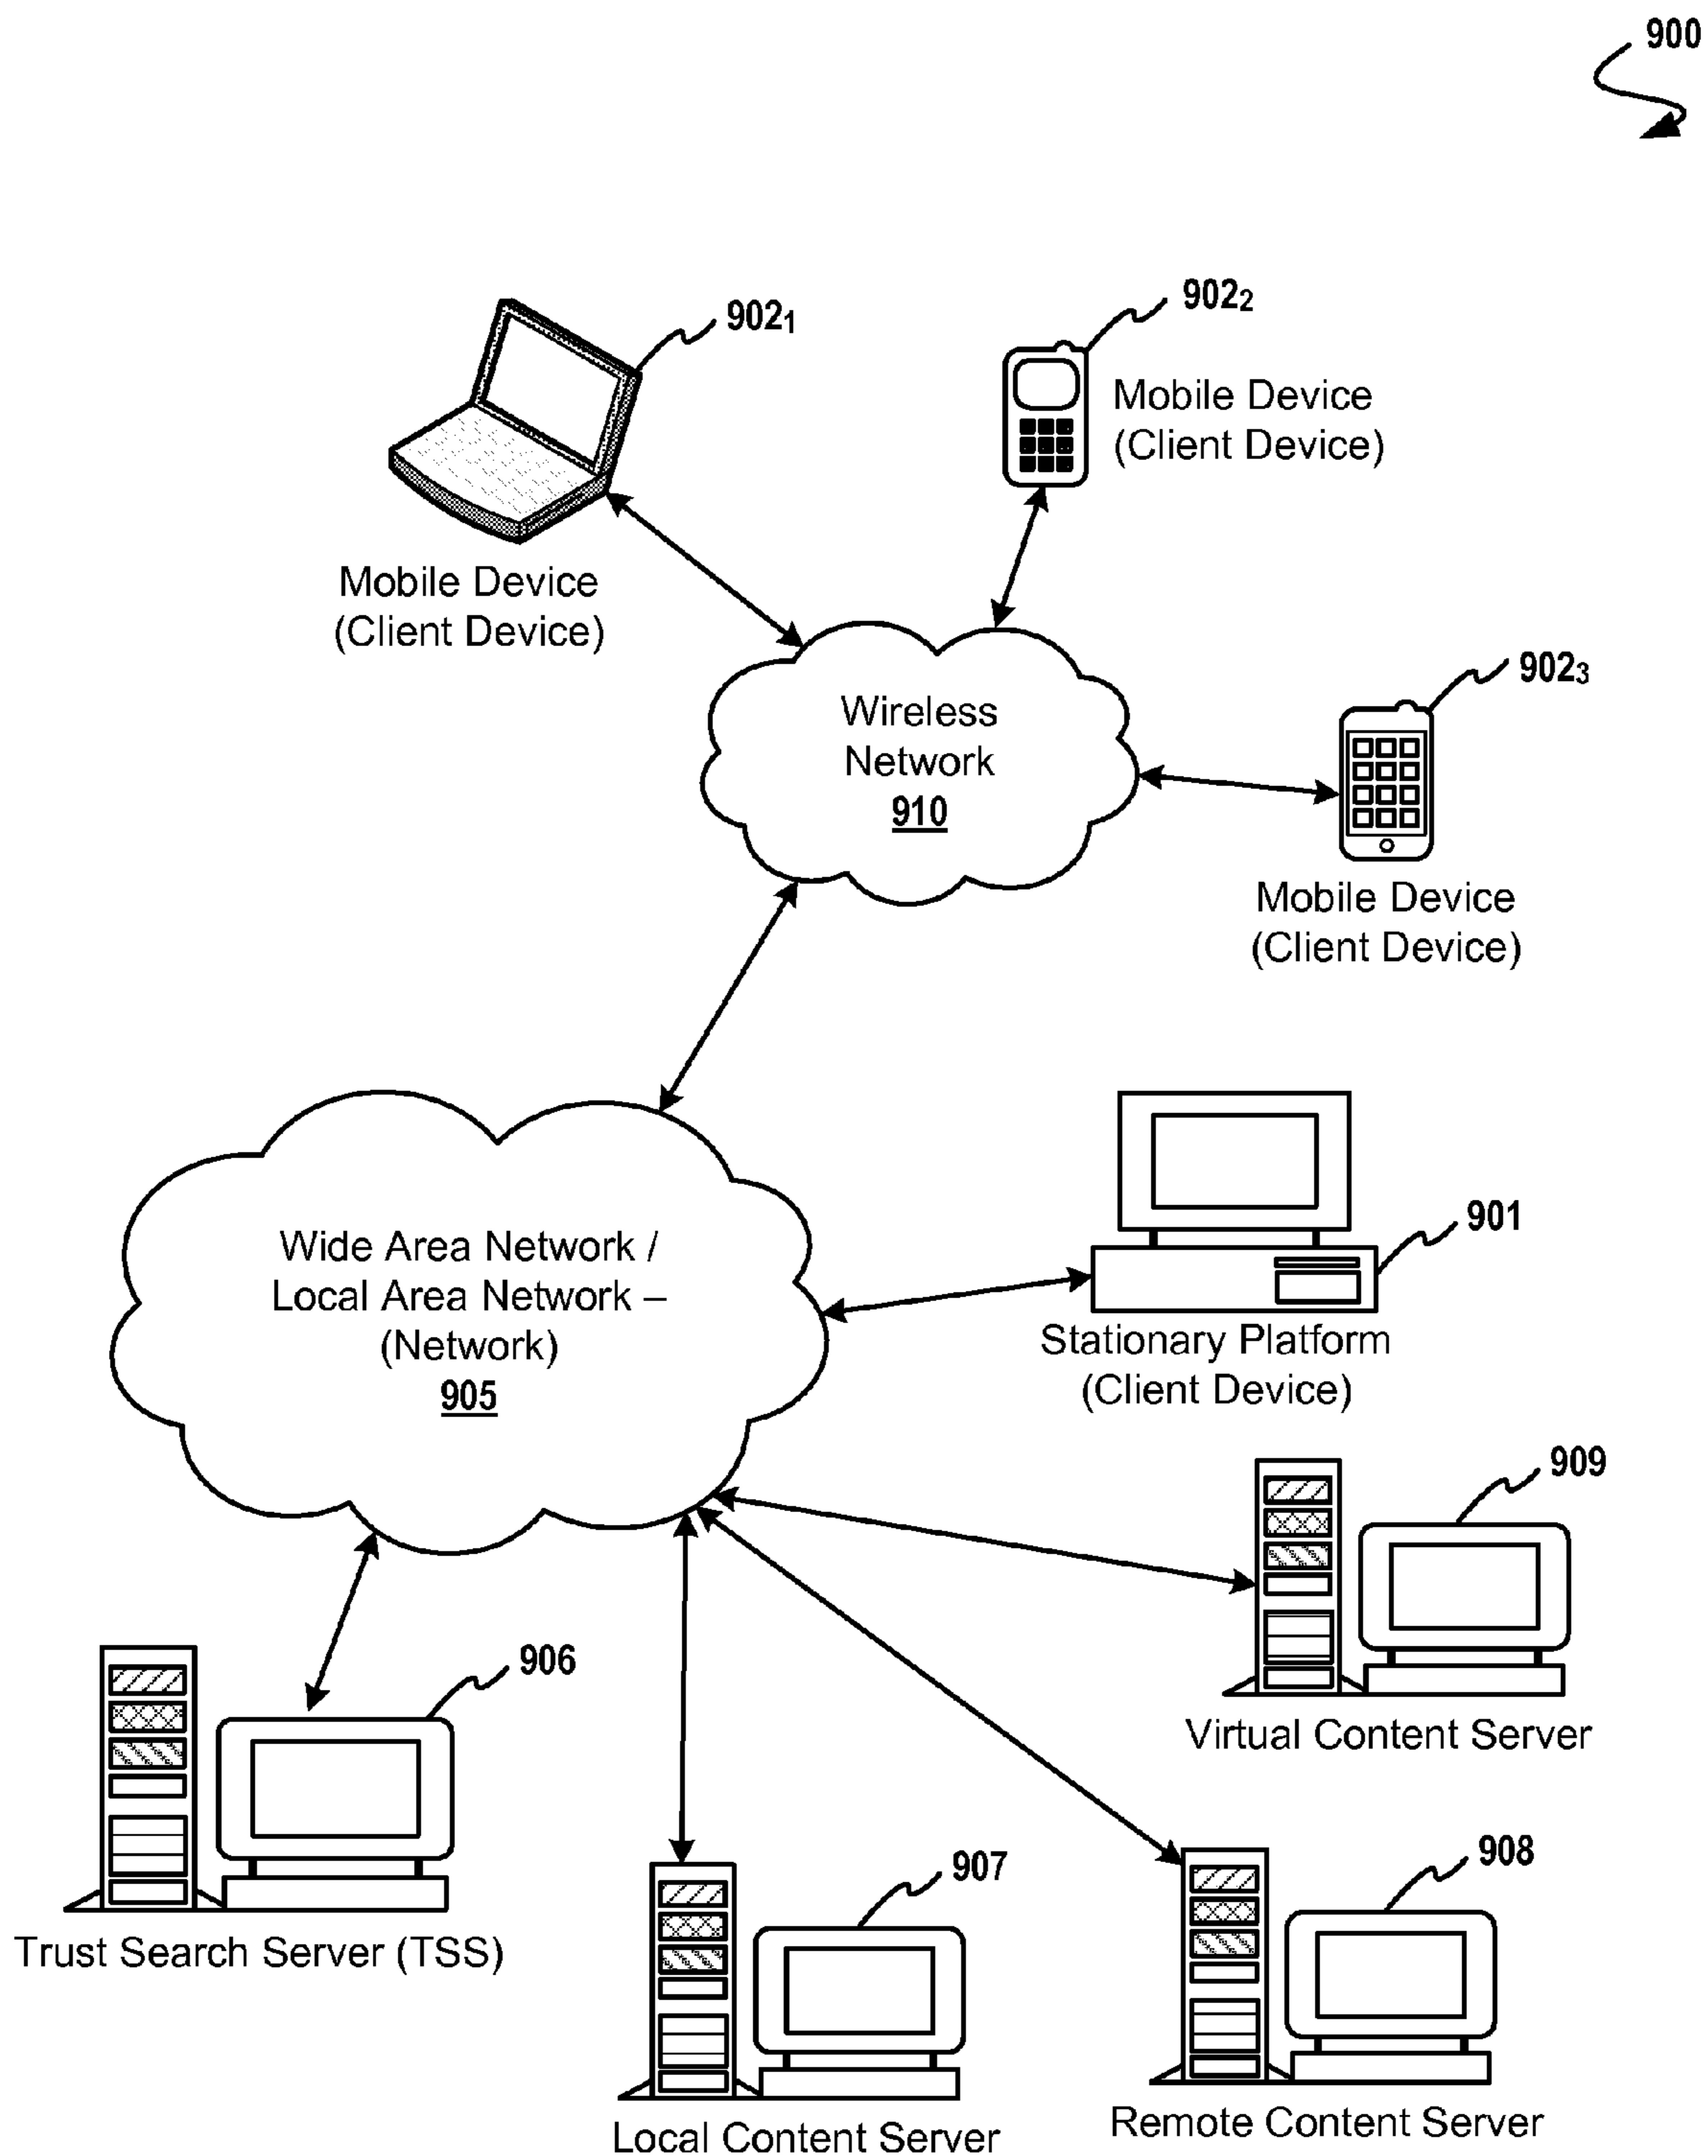 900
902₁
902₂
Mobile Device
(Client Device)
Mobile Device
(Client Device)
902₃
Wireless
Network
910
Mobile Device
(Client Device)
Wide Area Network /
Local Area Network –
(Network)
905
901
Stationary Platform
(Client Device)
909
Virtual Content Server
906
Trust Search Server (TSS)
907
Local Content Server
908
Remote Content Server